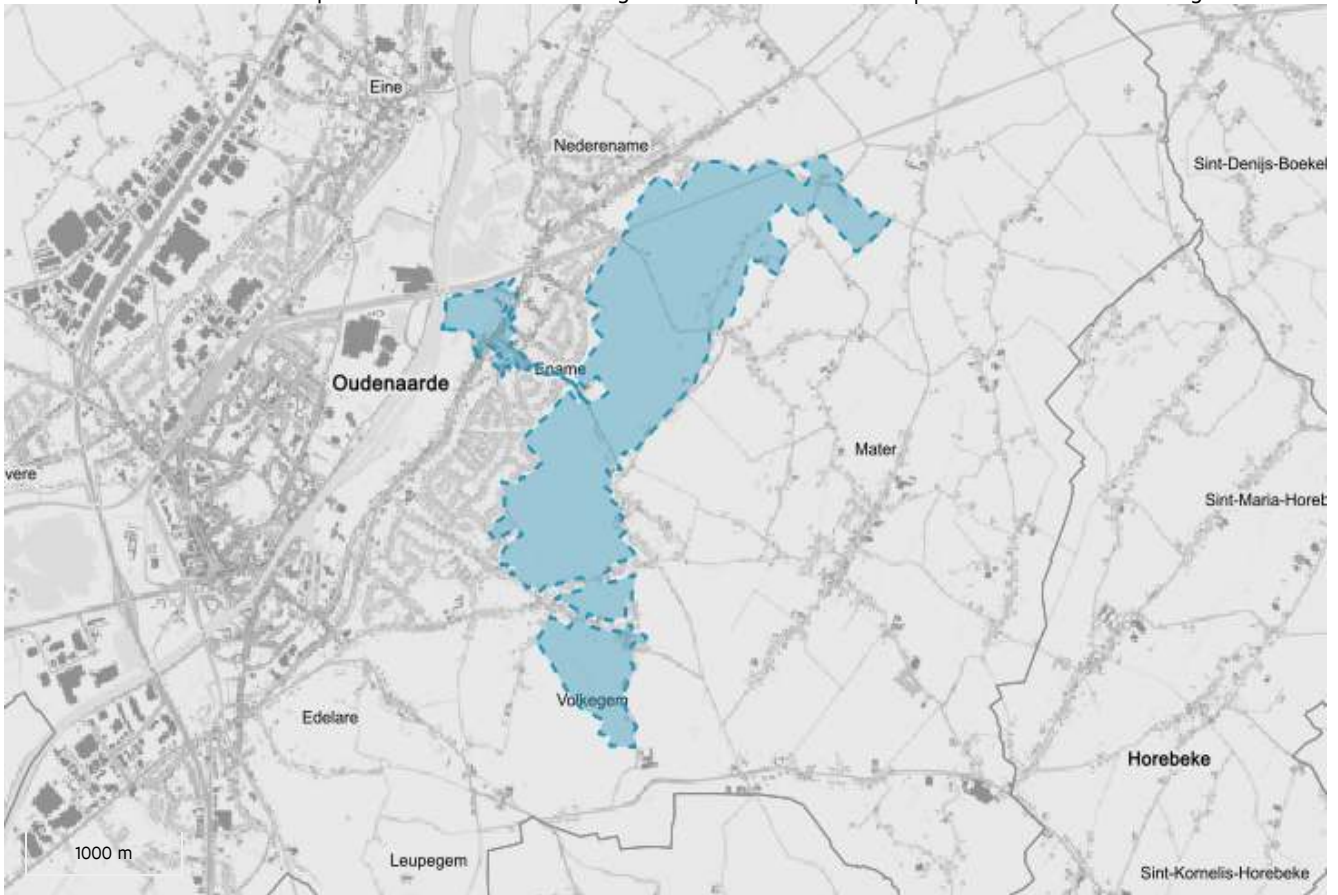 Eine
Nederename
Sint-Denijs-Boekel
Ename
Oudenaarde
Mater
vere
Sint-Maria-Horeb
Volkegem
Edelare
Horebeke
1000 m
Leupegem
Sint-Kornelis-Horebeke